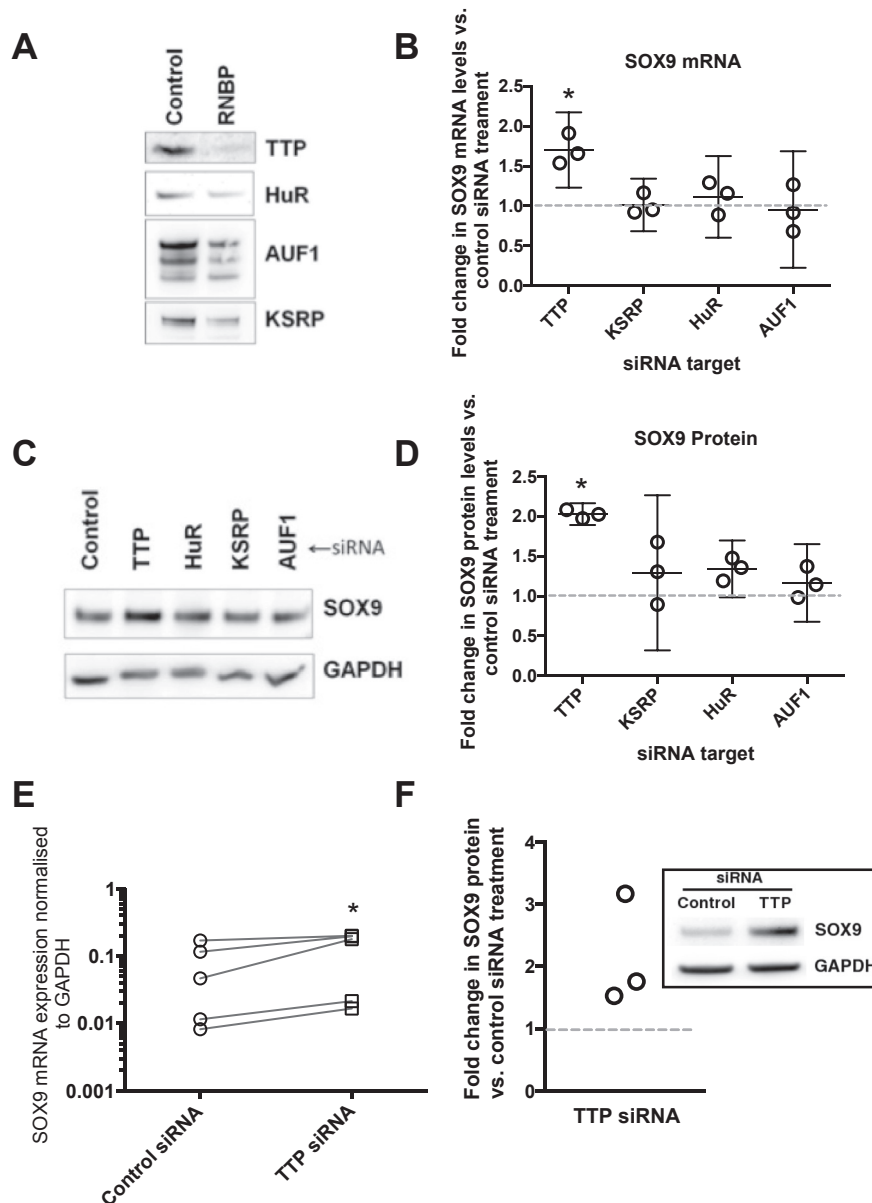 A
Control
RNBP
TTP
HuR
AUF1
KSRP
B
SOX9 mRNA
Fold change in SOX9 mRNA levels vs.
control siRNA treament
2.5
2.0
1.5
1.0
0.5
0.0
*
TTP
KSRP
HuR
AUF1
siRNA target
C
Control
TTP
HuR
KSRP
AUF1
←siRNA
SOX9
GAPDH
D
SOX9 Protein
Fold change in SOX9 protein levels vs.
control siRNA treament
2.5
2.0
1.5
1.0
0.5
0.0
*
TTP
KSRP
HuR
AUF1
siRNA target
E
SOX9 mRNA expression normalised
to GAPDH
1
0.1
0.01
0.001
*
Control siRNA
TTP siRNA
F
Fold change in SOX9 protein
vs. control siRNA treatment
4
3
2
1
0
siRNA
Control TTP
SOX9
GAPDH
TTP siRNA